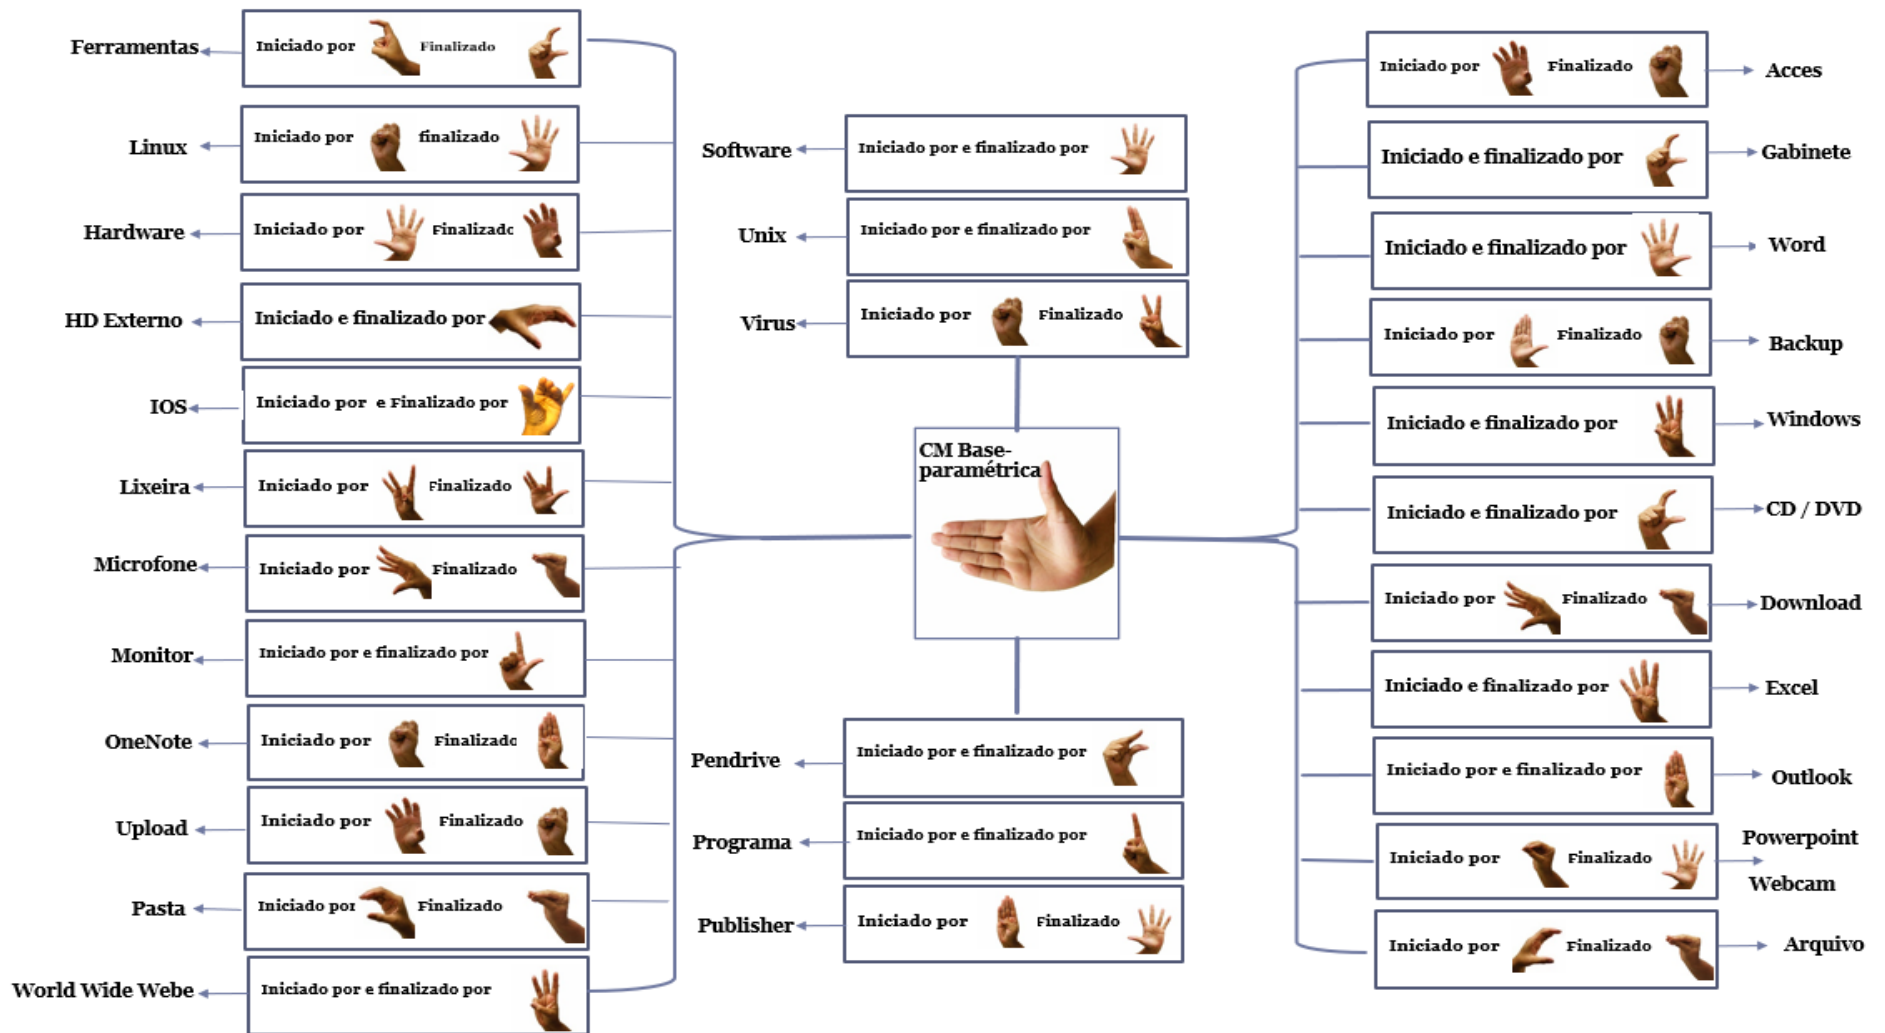 Ferramentas
Iniciado por Finalizado
Linux
Iniciado por finalizado
Hardware
Iniciado por Finalizado
HD Externo
Iniciado e finalizado por
IOS
Iniciado por e Finalizado por
Lixeira
Iniciado por Finalizado
Microfone
Iniciado por Finalizado
Monitor
Iniciado por e finalizado por
OneNote
Iniciado por Finalizado
Upload
Iniciado por Finalizado
Pasta
Iniciado por Finalizado
World Wide Webe
Iniciado por e finalizado por
Software
Iniciado por e finalizado por
Unix
Iniciado por e finalizado por
Virus
Iniciado por Finalizado
CM Base-
paramétrica
Pendrive
Iniciado por e finalizado por
Programa
Iniciado por e finalizado por
Publisher
Iniciado por Finalizado
Iniciado por Finalizado
Acces
Iniciado e finalizado por
Gabinete
Iniciado e finalizado por
Word
Iniciado por Finalizado
Backup
Iniciado e finalizado por
Windows
Iniciado e finalizado por
CD / DVD
Iniciado por Finalizado
Download
Iniciado e finalizado por
Excel
Iniciado por e finalizado por
Outlook
Iniciado por Finalizado
Powerpoint
Webcam
Iniciado por Finalizado
Arquivo